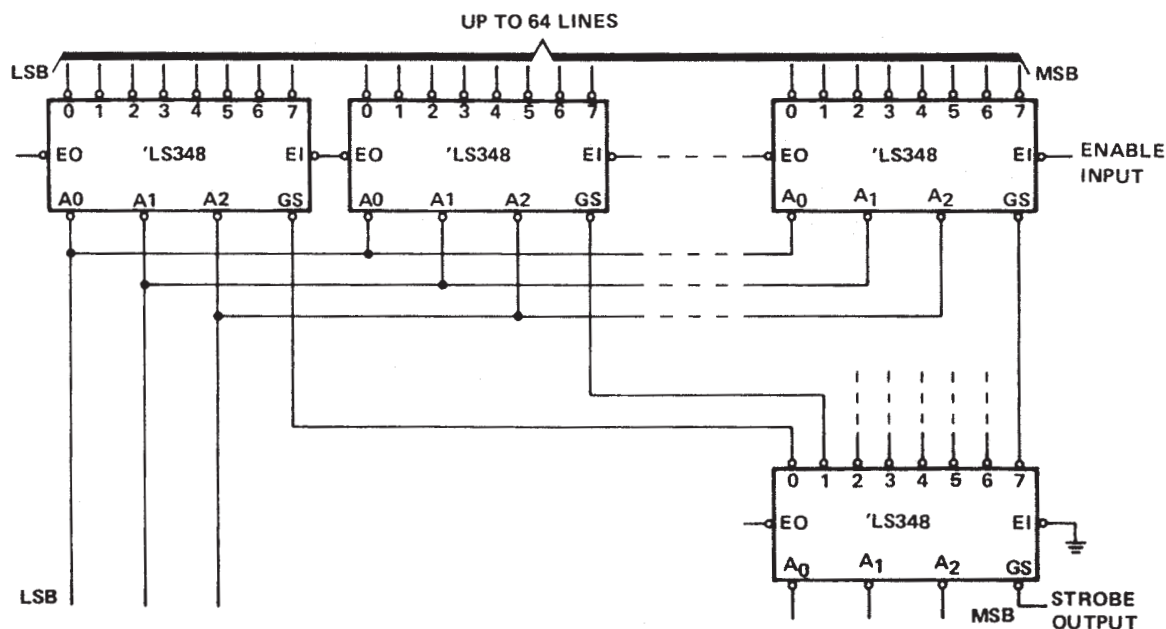 UP TO 64 LINES
LSB
MSB
0 1 2 3 4 5 6 7
0 1 2 3 4 5 6 7
0 1 2 3 4 5 6 7
EO 'LS348 EI
EO 'LS348 EI
EO 'LS348 EI
ENABLE
INPUT
A0 A1 A2 GS
A0 A1 A2 GS
A0 A1 A2 GS
0 1 2 3 4 5 6 7
EO 'LS348 EI
A0 A1 A2 GS
LSB
MSB
STROBE
OUTPUT